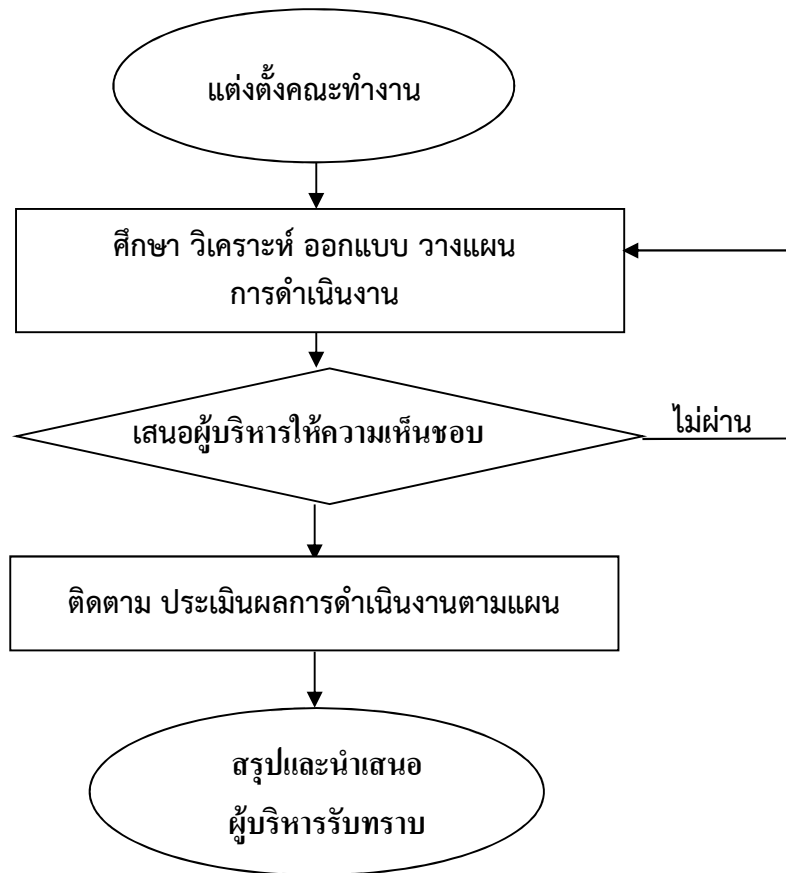 แต่งตั้งคณะทำงาน
ศึกษา วิเคราะห์ ออกแบบ วางแผน
การดำเนินงาน
เสนอผู้บริหารให้ความเห็นชอบ
ไม่ผ่าน
ติดตาม ประเมินผลการดำเนินงานตามแผน
สรุปและนำเสนอ
ผู้บริหารรับทราบ